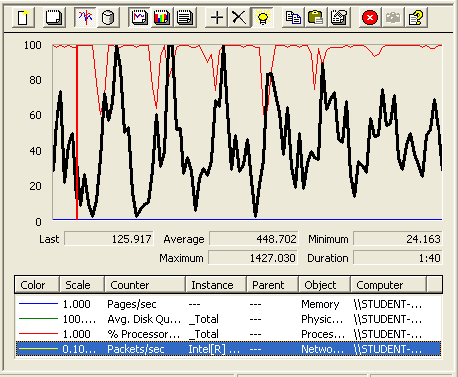 100
80
60
40
20
0
Last 125.917 Average 448.702 Minimum 24.163
Maximum 1427.030 Duration 1:40
Color Scale Counter Instance Parent Object Computer
1.000 Pages/sec --- --- Memory \\STUDENT-...
100.... Avg. Disk Qu... _Total --- Physic... \\STUDENT-...
1.000 % Processor... _Total --- Proces... \\STUDENT-...
0.10... Packets/sec Intel[R] ... --- Netwo... \\STUDENT-...